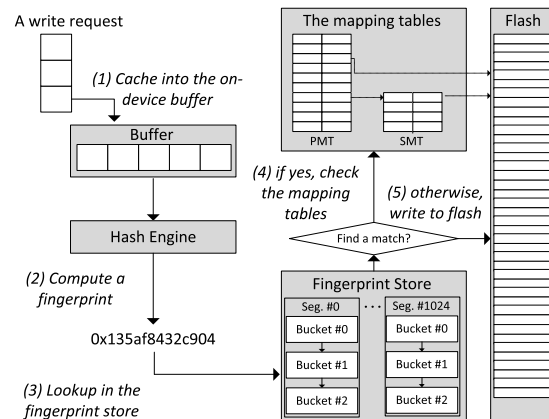 A write request
(1) Cache into the on-
device buffer
Buffer
Hash Engine
(2) Compute a
fingerprint
0x135af8432c904
(3) Lookup in the
fingerprint store
The mapping tables
PMT
SMT
(4) if yes, check
the mapping
tables
(5) otherwise,
write to flash
Find a match?
Fingerprint Store
Seg. #0
...
Seg. #1024
Bucket #0
Bucket #1
Bucket #2
Bucket #0
Bucket #1
Bucket #2
Flash